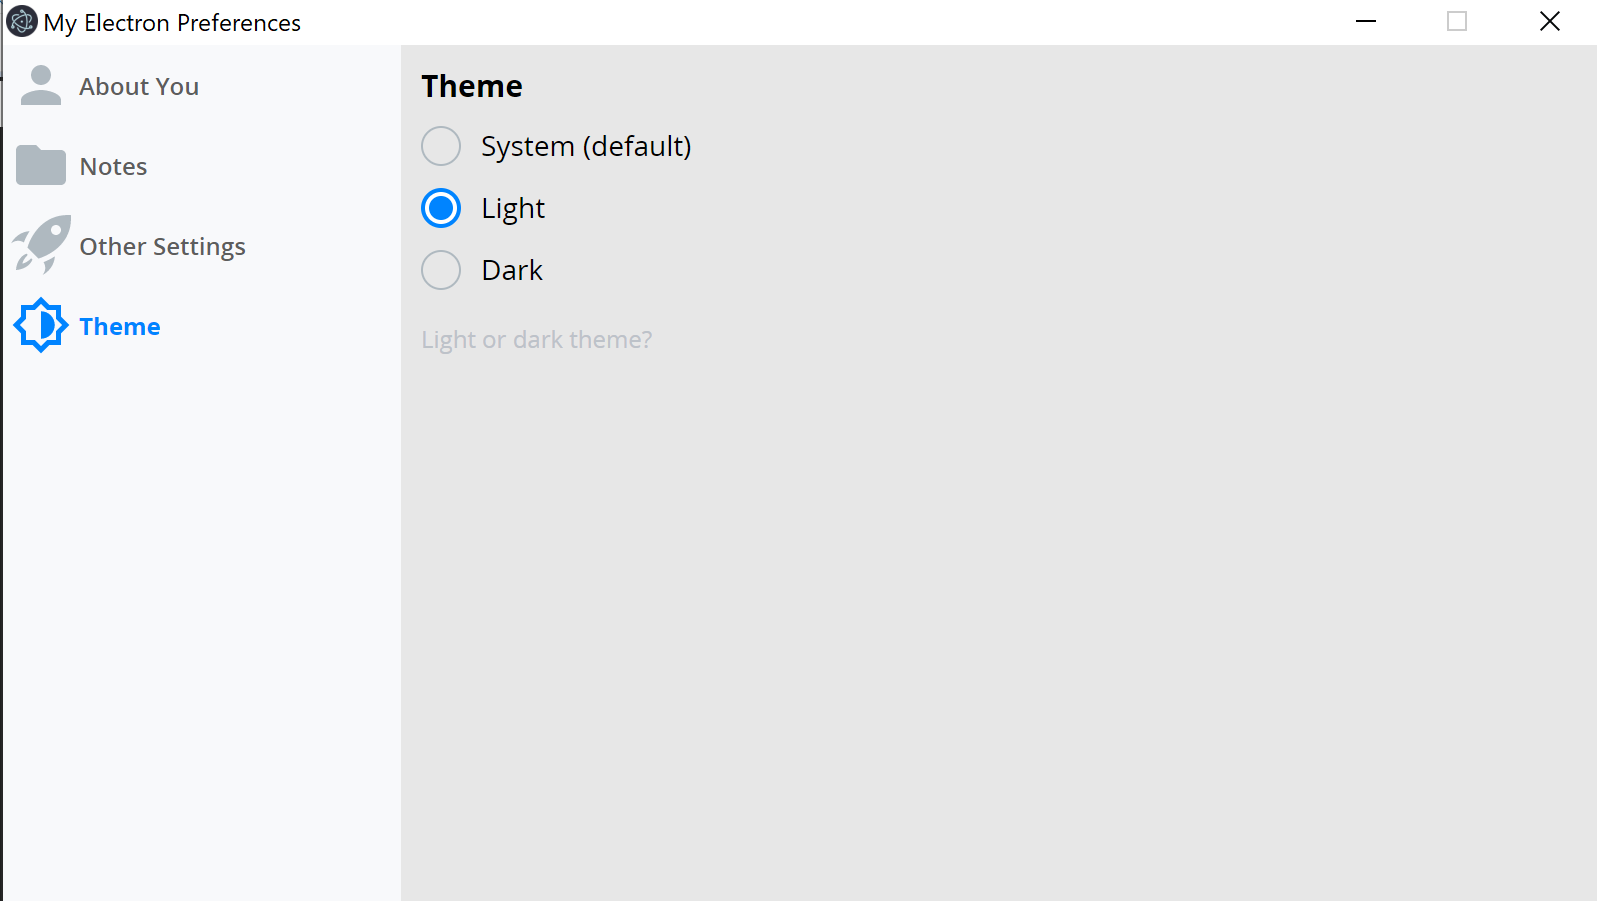 My Electron Preferences
About You
Notes
Other Settings
Theme
Theme
System (default)
Light
Dark
Light or dark theme?